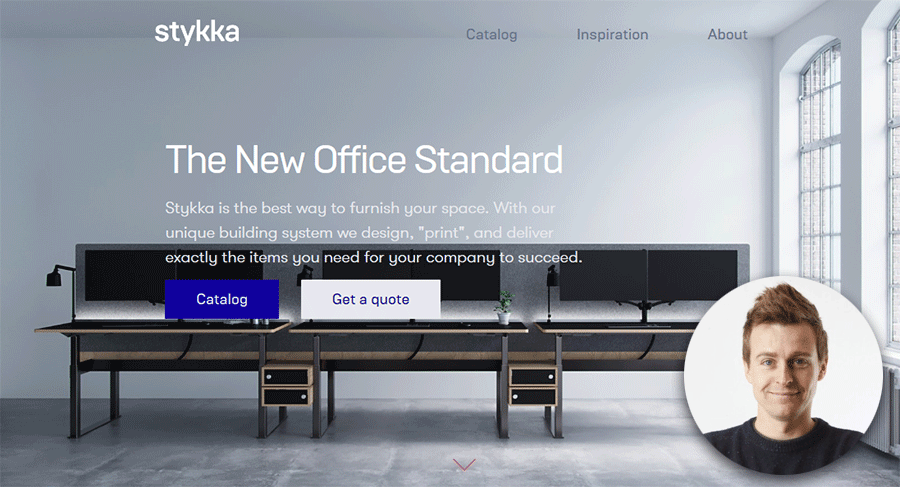 stykka
Catalog
Inspiration
About
The New Office Standard
Stykka is the best way to furnish your space. With our
unique building system we design, "print", and deliver
exactly the items you need for your company to succeed.
Catalog
Get a quote